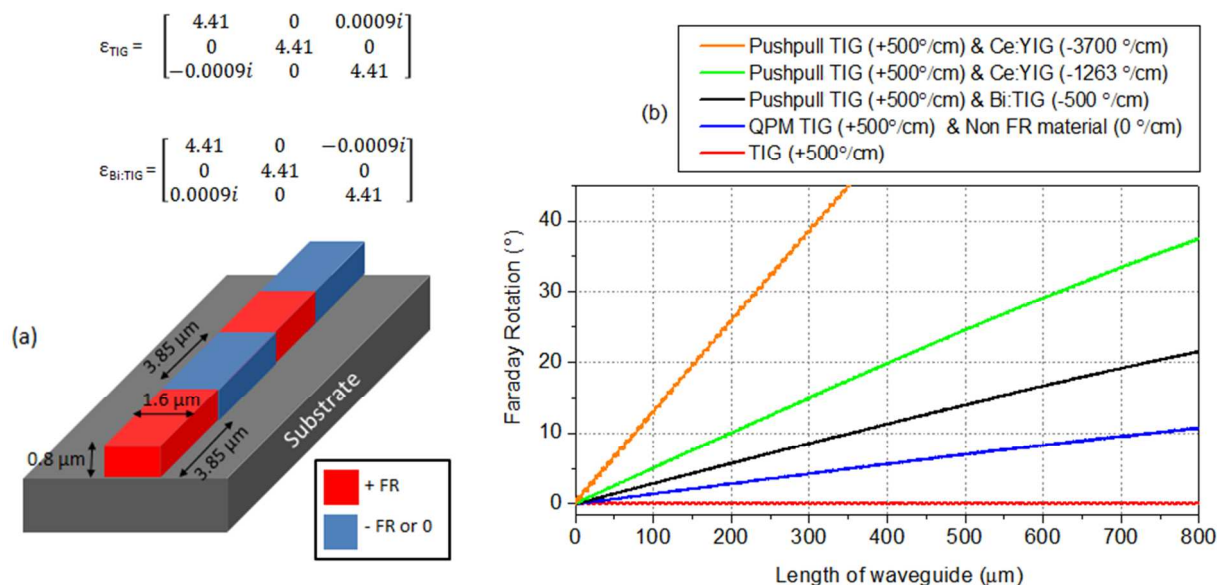 ε_TIG = [4.41 0 0.0009i
0 4.41 0
−0.0009i 0 4.41]
ε_Bi:TIG = [4.41 0 −0.0009i
0 4.41 0
0.0009i 0 4.41]
(a)
3.85 µm
1.6 µm
0.8 µm
3.85 µm
Substrate
+ FR
- FR or 0
(b)
Pushpull TIG (+500°/cm) & Ce:YIG (-3700 °/cm)
Pushpull TIG (+500°/cm) & Ce:YIG (-1263 °/cm)
Pushpull TIG (+500°/cm) & Bi:TIG (-500 °/cm)
QPM TIG (+500°/cm) & Non FR material (0 °/cm)
TIG (+500°/cm)
Faraday Rotation (°)
40
30
20
10
0
0 100 200 300 400 500 600 700 800
Length of waveguide (µm)